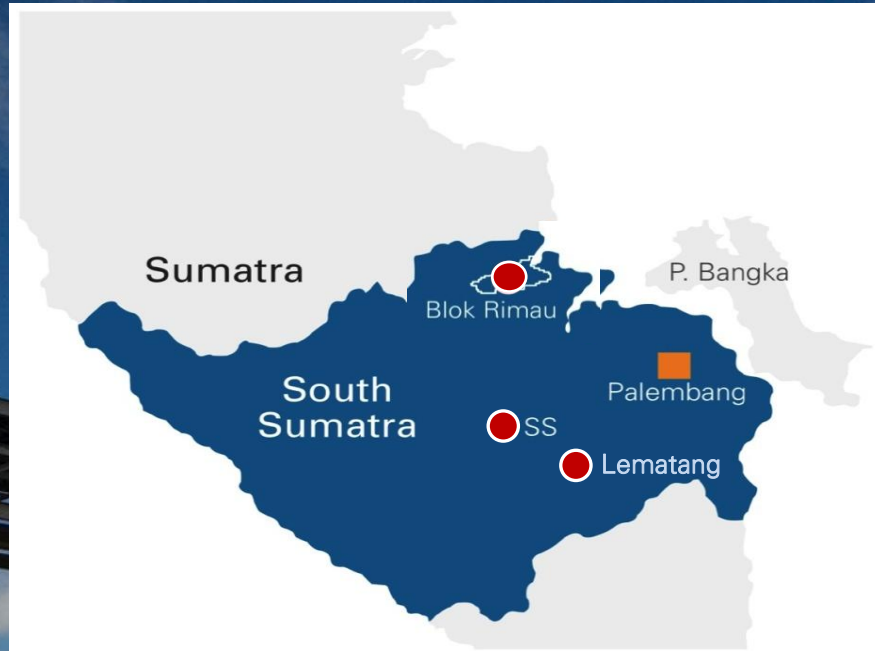 Sumatra
P. Bangka
Blok Rimau
South
Sumatra
Palembang
SS
Lematang